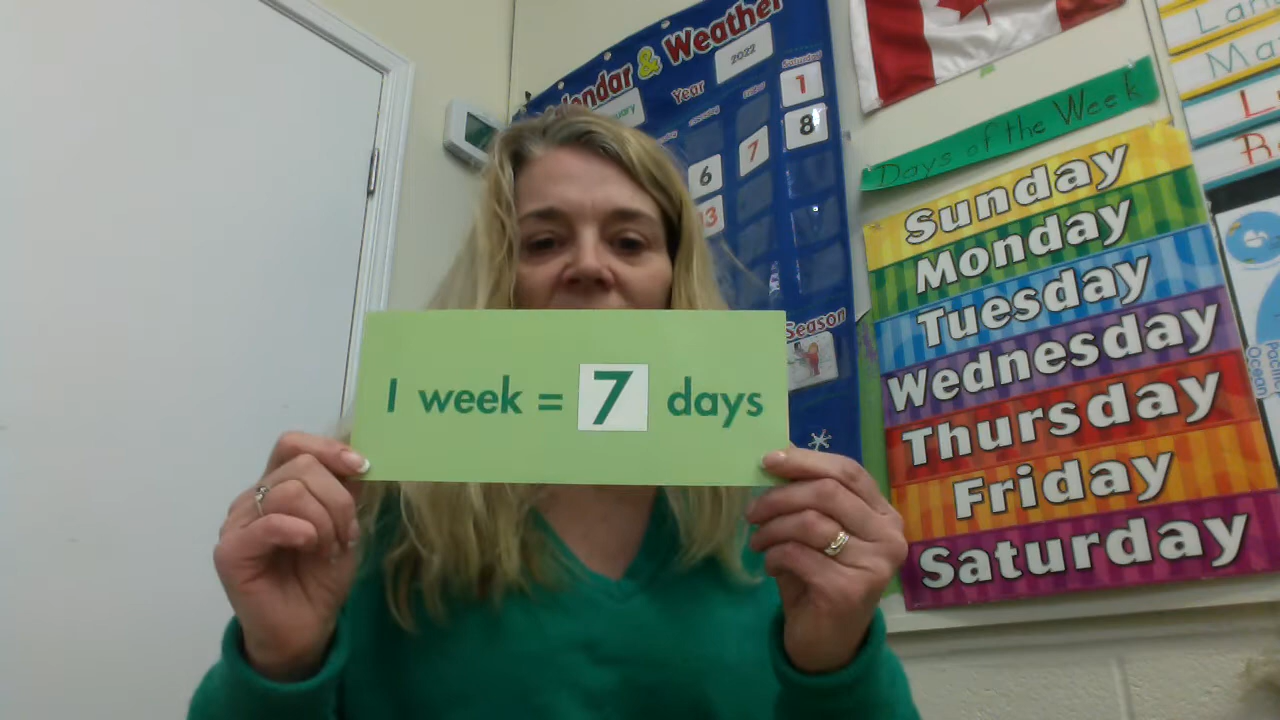 & Weather
Year
2022
Saturday
1
8
7
6
13
Season
1 week = 7 days
Days of the Week
Sunday
Monday
Tuesday
Wednesday
Thursday
Friday
Saturday
Ocean